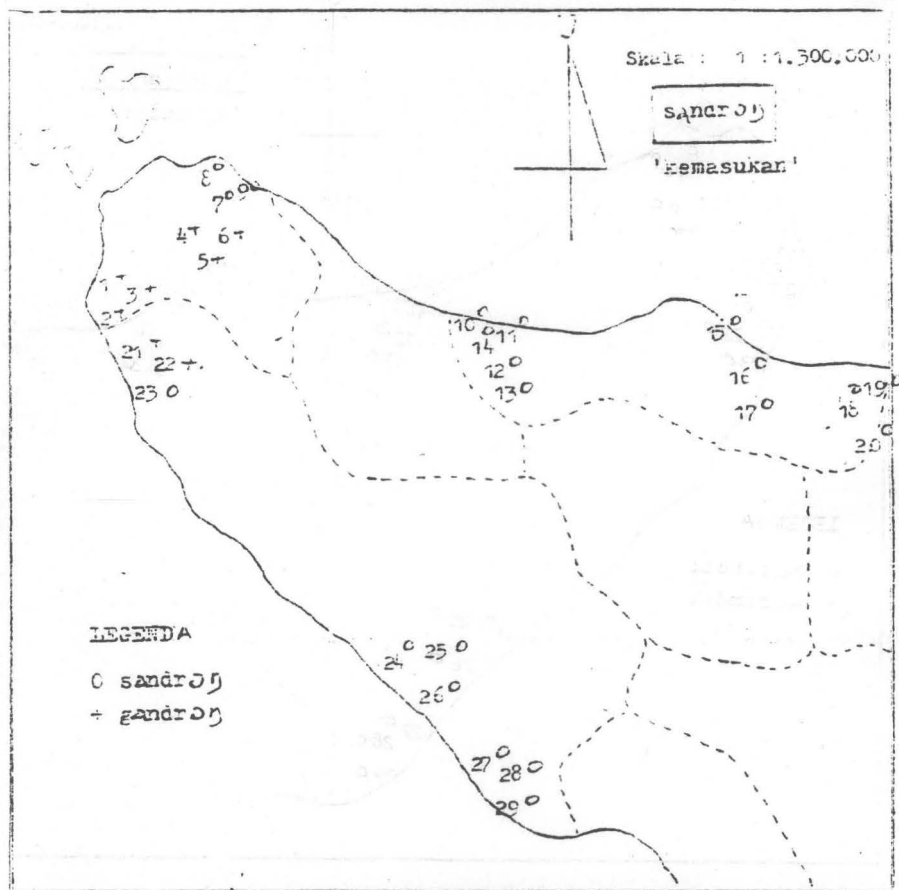 Skala : 1 :1.300.000
sandrɔŋ
'kemasukan'
8 o
7 o
4 + 6 +
5 +
1 + 3 +
2 +
10 o 11 o
14 o
15 o
12 o
13 o
16 o
17 o
18 o 19 o
20 o
21 +
22 +
23 o
24 o 25 o
26 o
27 o 28 o
29 o
LEGENDA
O sandrɔŋ
+ gandrɔŋ